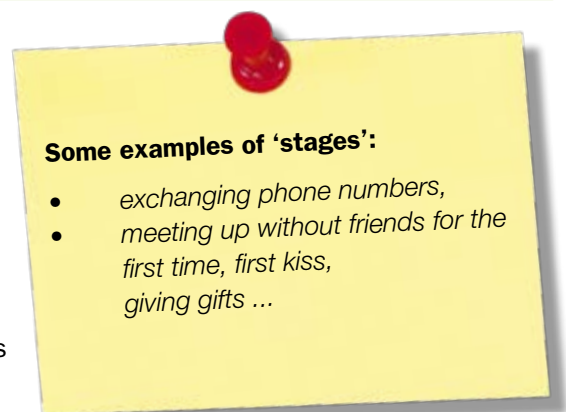 Some examples of ‘stages’:
• exchanging phone numbers,
• meeting up without friends for the
first time, first kiss,
giving gifts ...
s